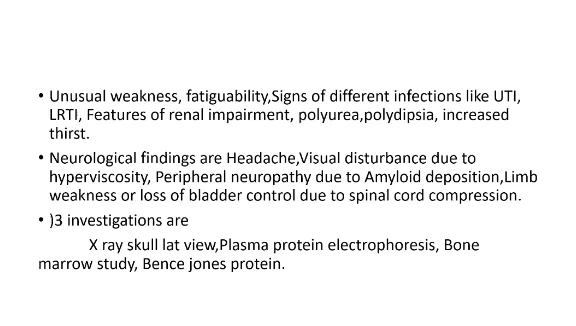 • Unusual weakness, fatiguability,Signs of different infections like UTI,
LRTI, Features of renal impairment, polyurea,polydipsia, increased
thirst.
• Neurological findings are Headache,Visual disturbance due to
hyperviscosity, Peripheral neuropathy due to Amyloid deposition,Limb
weakness or loss of bladder control due to spinal cord compression.
• )3 investigations are
X ray skull lat view,Plasma protein electrophoresis, Bone
marrow study, Bence jones protein.